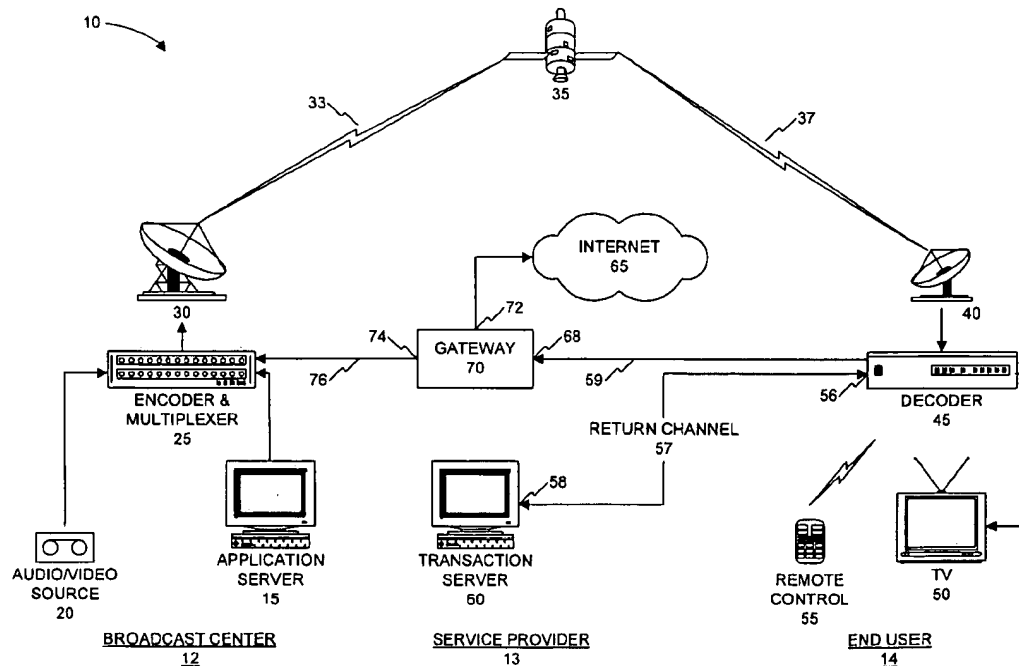 10
35
33
37
INTERNET
65
30
40
72
74
GATEWAY
70
68
76
59
56
ENCODER &
MULTIPLEXER
25
DECODER
45
RETURN CHANNEL
57
58
AUDIO/VIDEO
SOURCE
20
APPLICATION
SERVER
15
TRANSACTION
SERVER
60
REMOTE
CONTROL
55
TV
50
BROADCAST CENTER
12
SERVICE PROVIDER
13
END USER
14